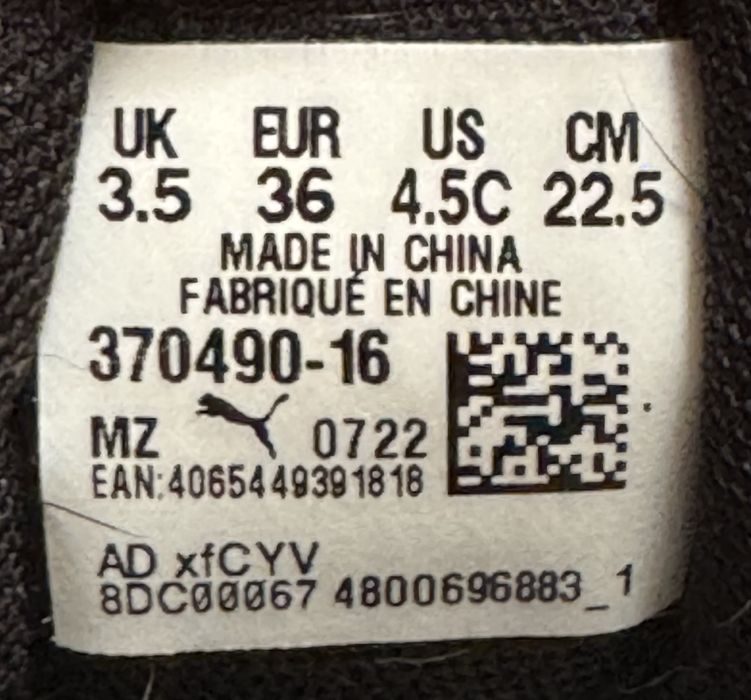 UK EUR US CM
3.5 36 4.5C 22.5
MADE IN CHINA
FABRIQUÉ EN CHINE
370490-16
MZ 0722
EAN:4065449391818
AD xfCYV
8DC00067 4800696883_1